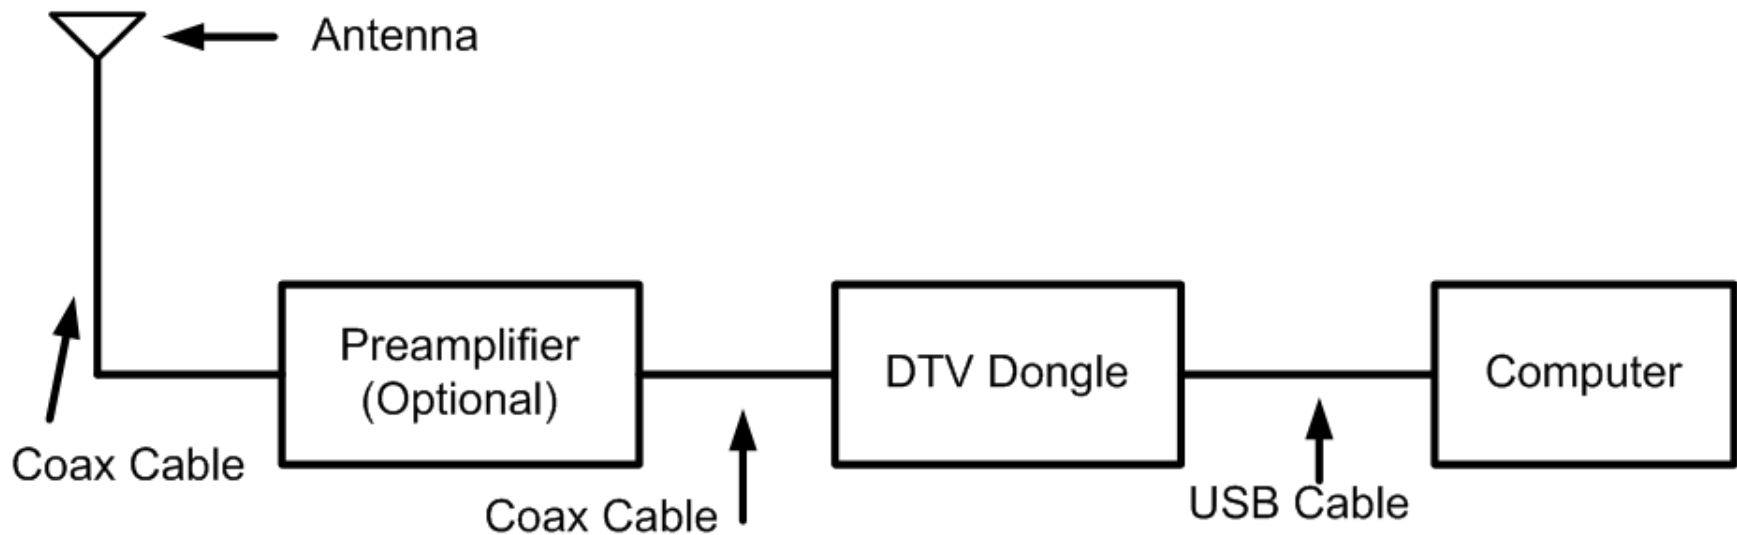 Antenna
Preamplifier
(Optional)
DTV Dongle
Computer
Coax Cable
Coax Cable
USB Cable